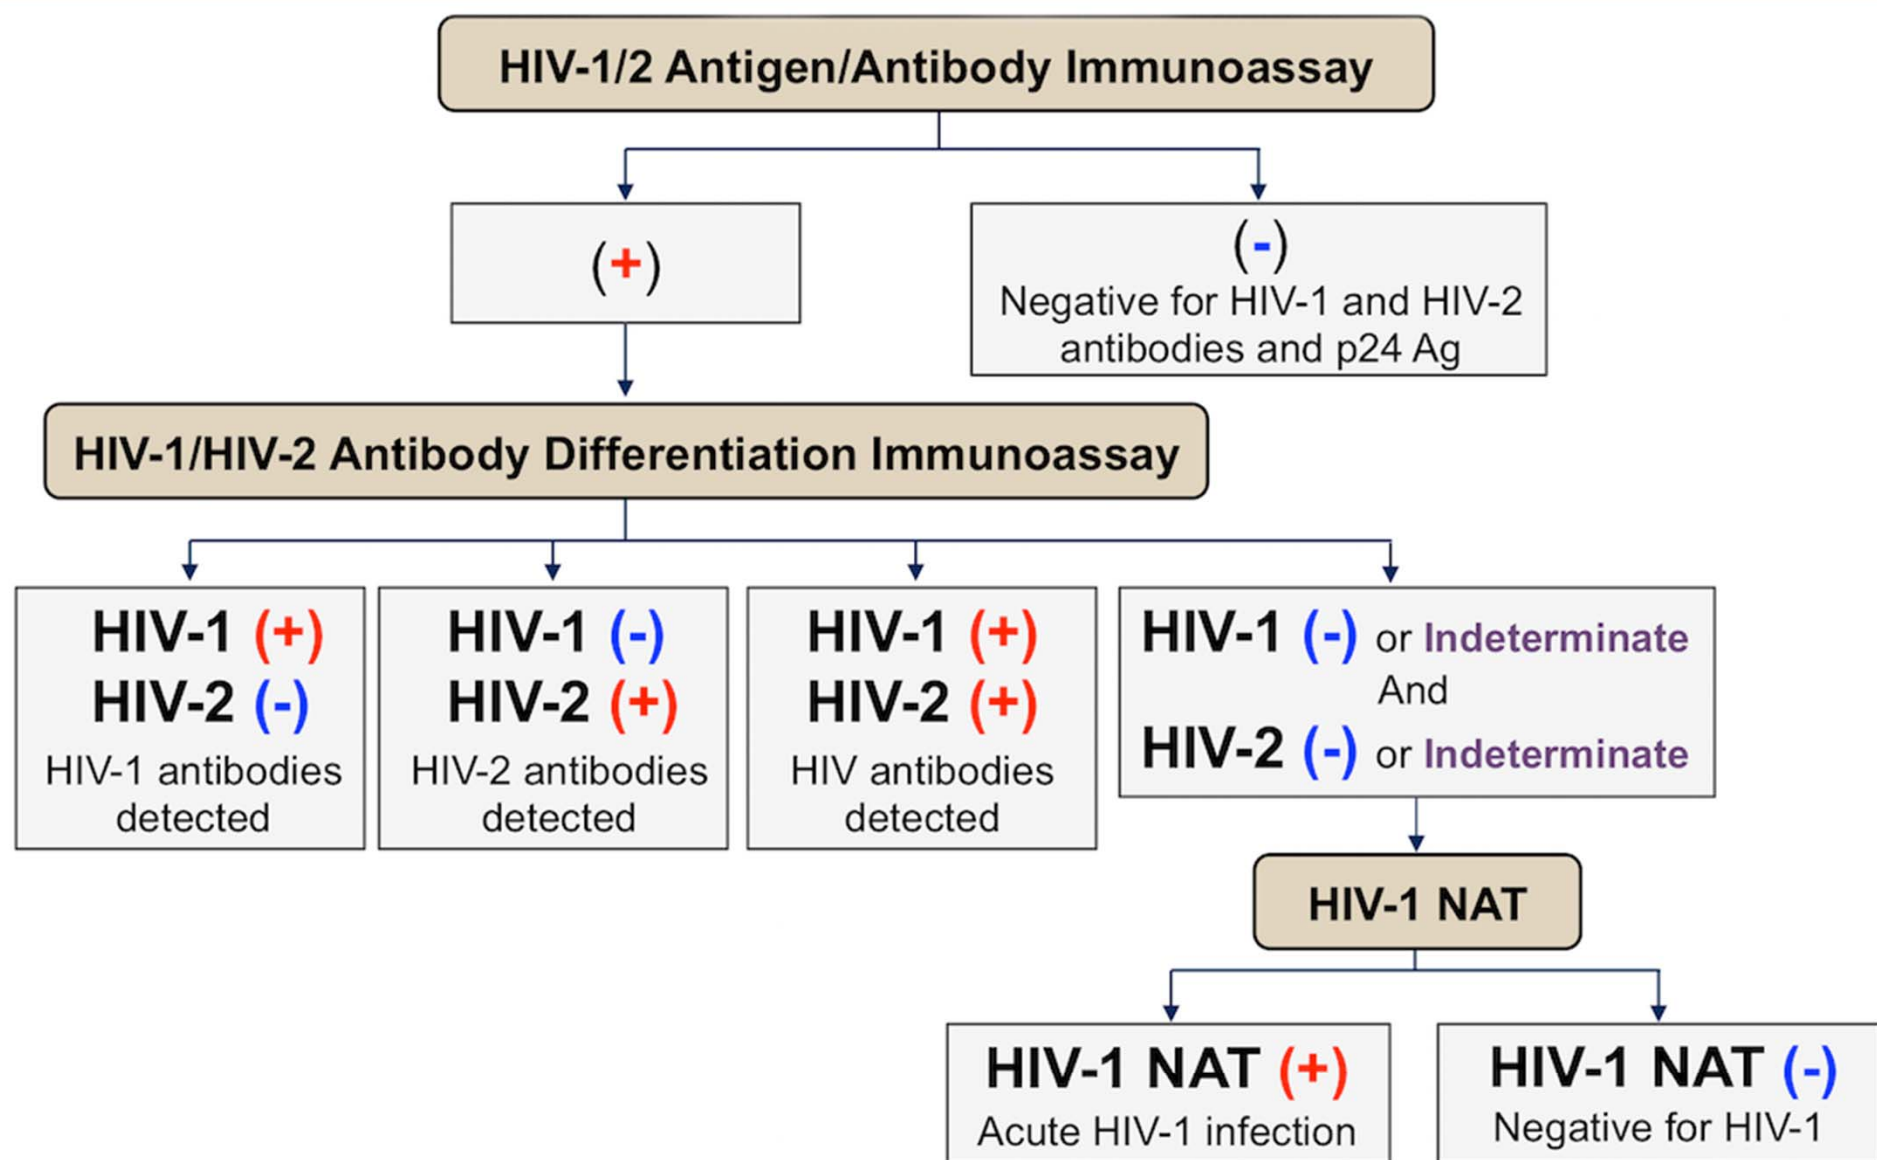 HIV-1/2 Antigen/Antibody Immunoassay
(+)
(-)
Negative for HIV-1 and HIV-2
antibodies and p24 Ag
HIV-1/HIV-2 Antibody Differentiation Immunoassay
HIV-1 (+)
HIV-2 (-)
HIV-1 antibodies
detected
HIV-1 (-)
HIV-2 (+)
HIV-2 antibodies
detected
HIV-1 (+)
HIV-2 (+)
HIV antibodies
detected
HIV-1 (-) or Indeterminate
And
HIV-2 (-) or Indeterminate
HIV-1 NAT
HIV-1 NAT (+)
Acute HIV-1 infection
HIV-1 NAT (-)
Negative for HIV-1